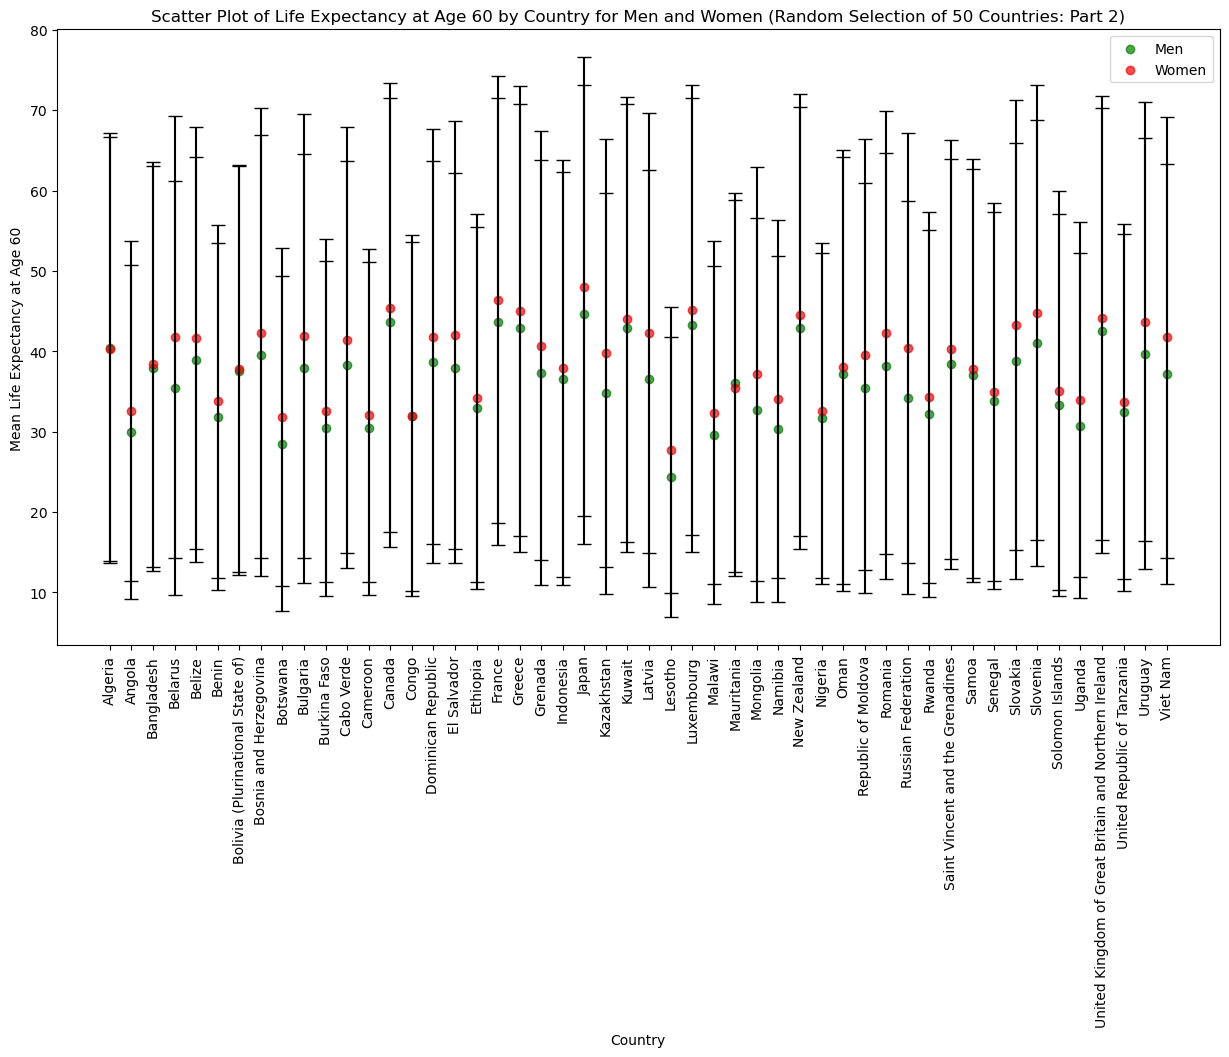 Scatter Plot of Life Expectancy at Age 60 by Country for Men and Women (Random Selection of 50 Countries: Part 2)
Men
Women
Mean Life Expectancy at Age 60
80
70
60
50
40
30
20
10
Algeria
Angola
Bangladesh
Belarus
Belize
Benin
Bolivia (Plurinational State of)
Bosnia and Herzegovina
Botswana
Bulgaria
Burkina Faso
Cabo Verde
Cameroon
Canada
Congo
Dominican Republic
El Salvador
Ethiopia
France
Greece
Grenada
Indonesia
Japan
Kazakhstan
Kuwait
Latvia
Lesotho
Luxembourg
Malawi
Mauritania
Mongolia
Namibia
New Zealand
Nigeria
Oman
Republic of Moldova
Romania
Russian Federation
Rwanda
Saint Vincent and the Grenadines
Samoa
Senegal
Slovakia
Slovenia
Solomon Islands
Uganda
United Kingdom of Great Britain and Northern Ireland
United Republic of Tanzania
Uruguay
Viet Nam
Country